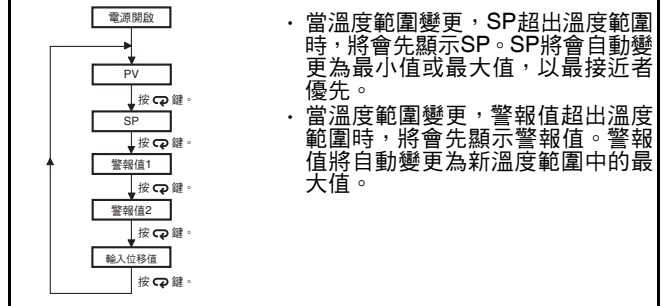 電源開啟
PV
按 鍵。
SP
按 鍵。
警報值1
按 鍵。
警報值2
按 鍵。
輸入位移值
按 鍵。
· 當溫度範圍變更，SP超出溫度範圍
時，將會先顯示SP。SP將會自動變
更為最小值或最大值，以最接近者
優先。
· 當溫度範圍變更，警報值超出溫度
範圍時，將會先顯示警報值。警報
值將自動變更為新溫度範圍中的最
大值。